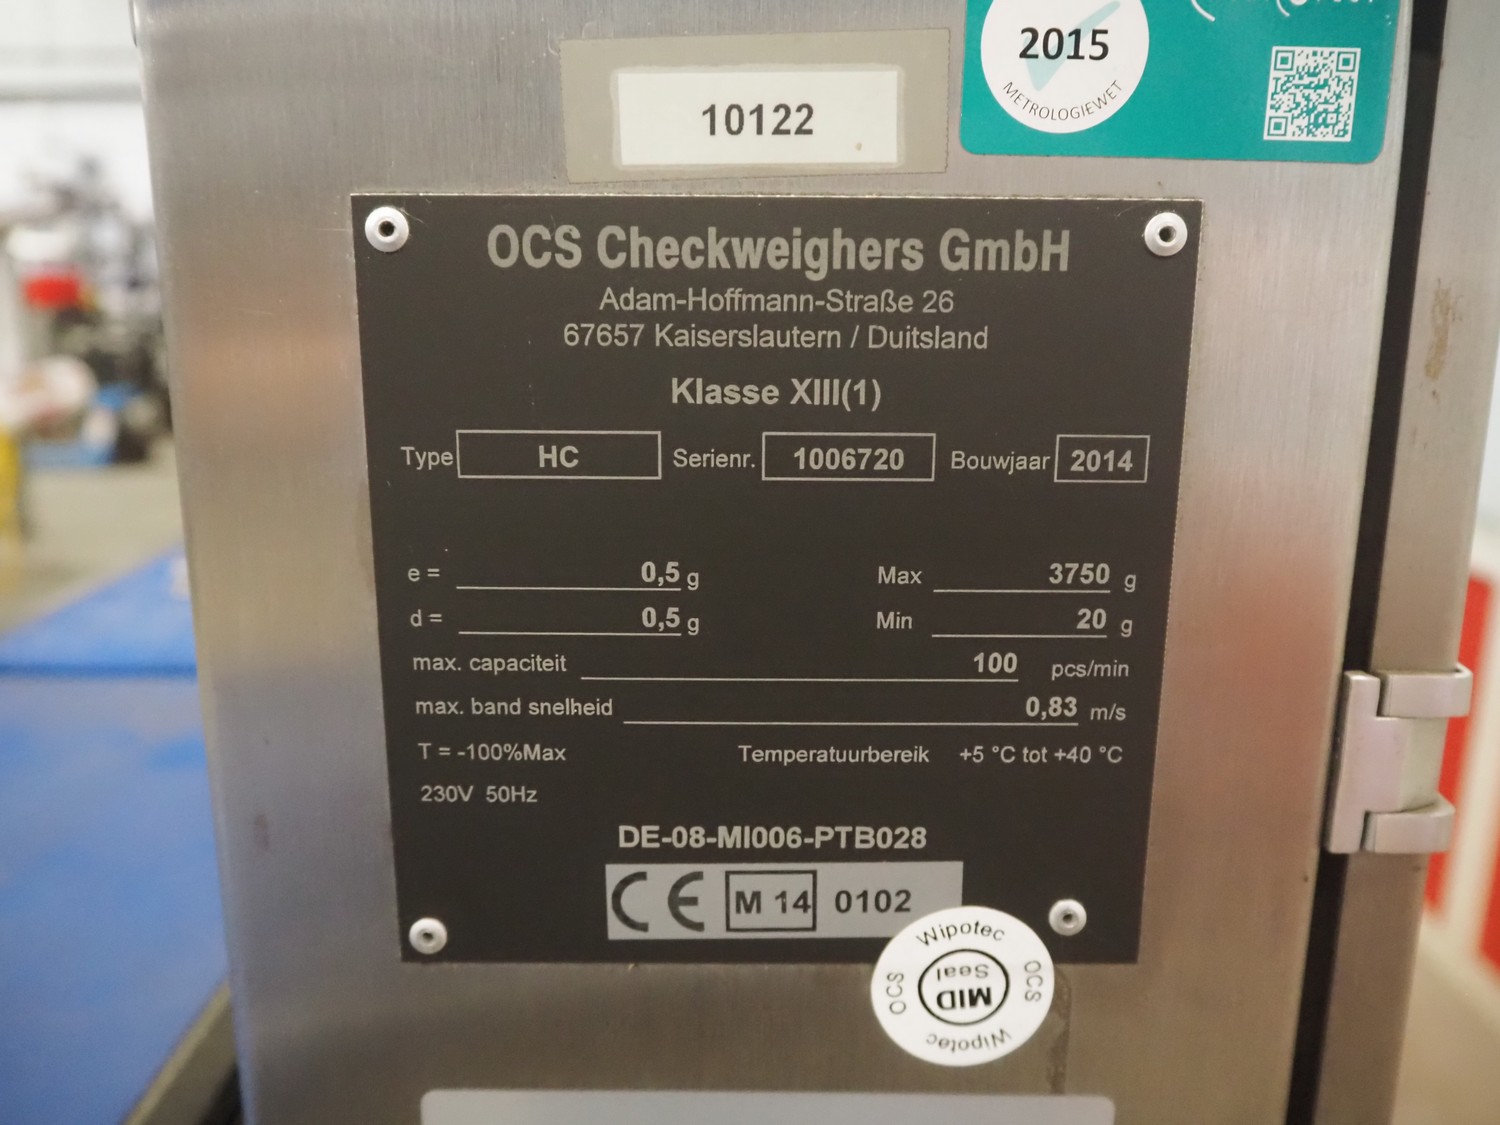 2015
METROLOGIEWET
10122
OCS Checkweighers GmbH
Adam-Hoffmann-Straße 26
67657 Kaiserslautern / Duitsland
Klasse XIII(1)
Type HC Serienr. 1006720 Bouwjaar 2014
e = 0,5 g Max 3750 g
d = 0,5 g Min 20 g
max. capaciteit 100 pcs/min
max. band snelheid 0,83 m/s
T = -100%Max Temperatuurbereik +5 °C tot +40 °C
230V 50Hz
DE-08-MI006-PTB028
CE M 14 0102
Wipotec
OCS
MID
Seal
OCS
Wipotec